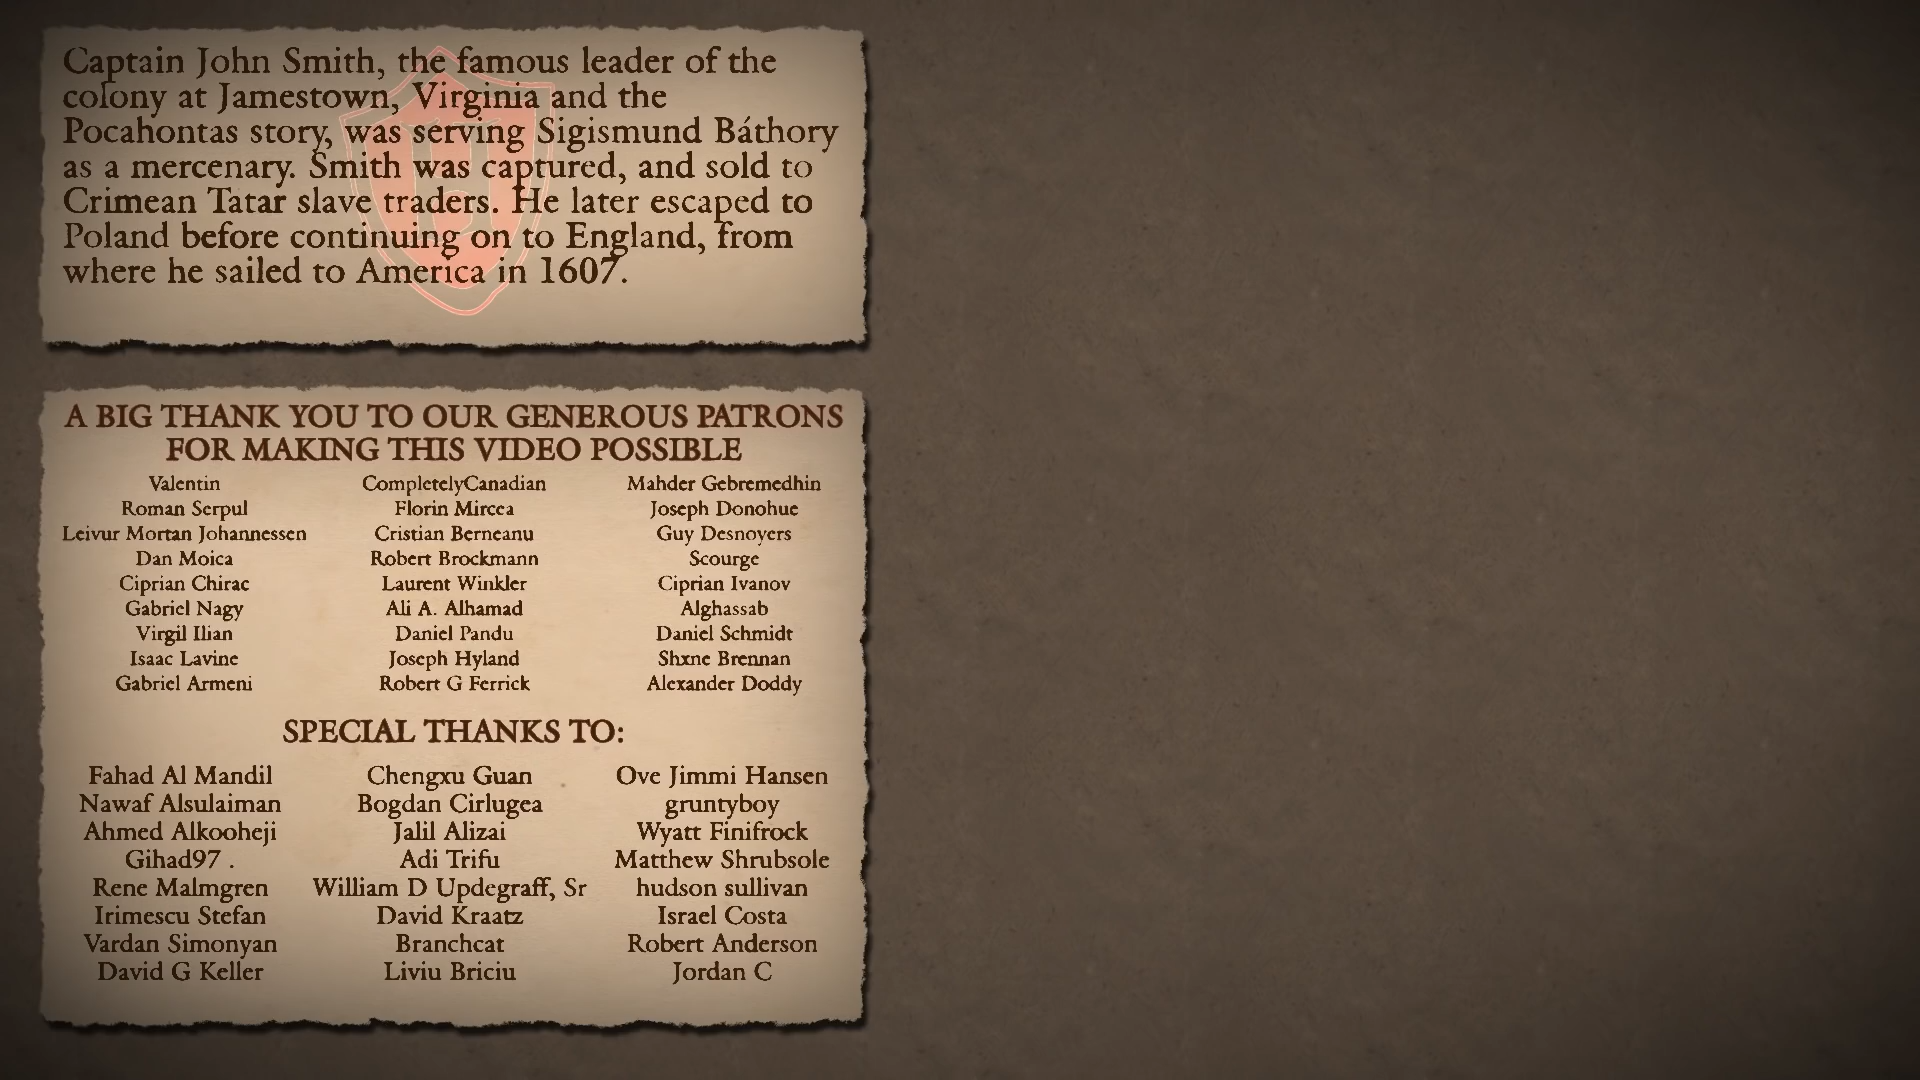 Captain John Smith, the famous leader of the
colony at Jamestown, Virginia and the
Pocahontas story, was serving Sigismund Báthory
as a mercenary. Smith was captured, and sold to
Crimean Tatar slave traders. He later escaped to
Poland before continuing on to England, from
where he sailed to America in 1607.
A BIG THANK YOU TO OUR GENEROUS PATRONS
FOR MAKING THIS VIDEO POSSIBLE
Valentin
Roman Serpul
Leivur Mortan Johannessen
Dan Moica
Ciprian Chirac
Gabriel Nagy
Virgil Ilian
Isaac Lavine
Gabriel Armeni
CompletelyCanadian
Florin Mircea
Cristian Berneanu
Robert Brockmann
Laurent Winkler
Ali A. Alhamad
Daniel Pandu
Joseph Hyland
Robert G Ferrick
Mahder Gebremedhin
Joseph Donohue
Guy Desnoyers
Scourge
Ciprian Ivanov
Alghassab
Daniel Schmidt
Shxne Brennan
Alexander Doddy
SPECIAL THANKS TO:
Fahad Al Mandil
Nawaf Alsulaiman
Ahmed Alkooheji
Gihad97 .
Rene Malmgren
Irimescu Stefan
Vardan Simonyan
David G Keller
Chengxu Guan
Bogdan Cirlugea
Jalil Alizai
Adi Trifu
William D Updegraff, Sr
David Kraatz
Branchcat
Liviu Briciu
Ove Jimmi Hansen
gruntyboy
Wyatt Finifrock
Matthew Shrubsole
hudson sullivan
Israel Costa
Robert Anderson
Jordan C